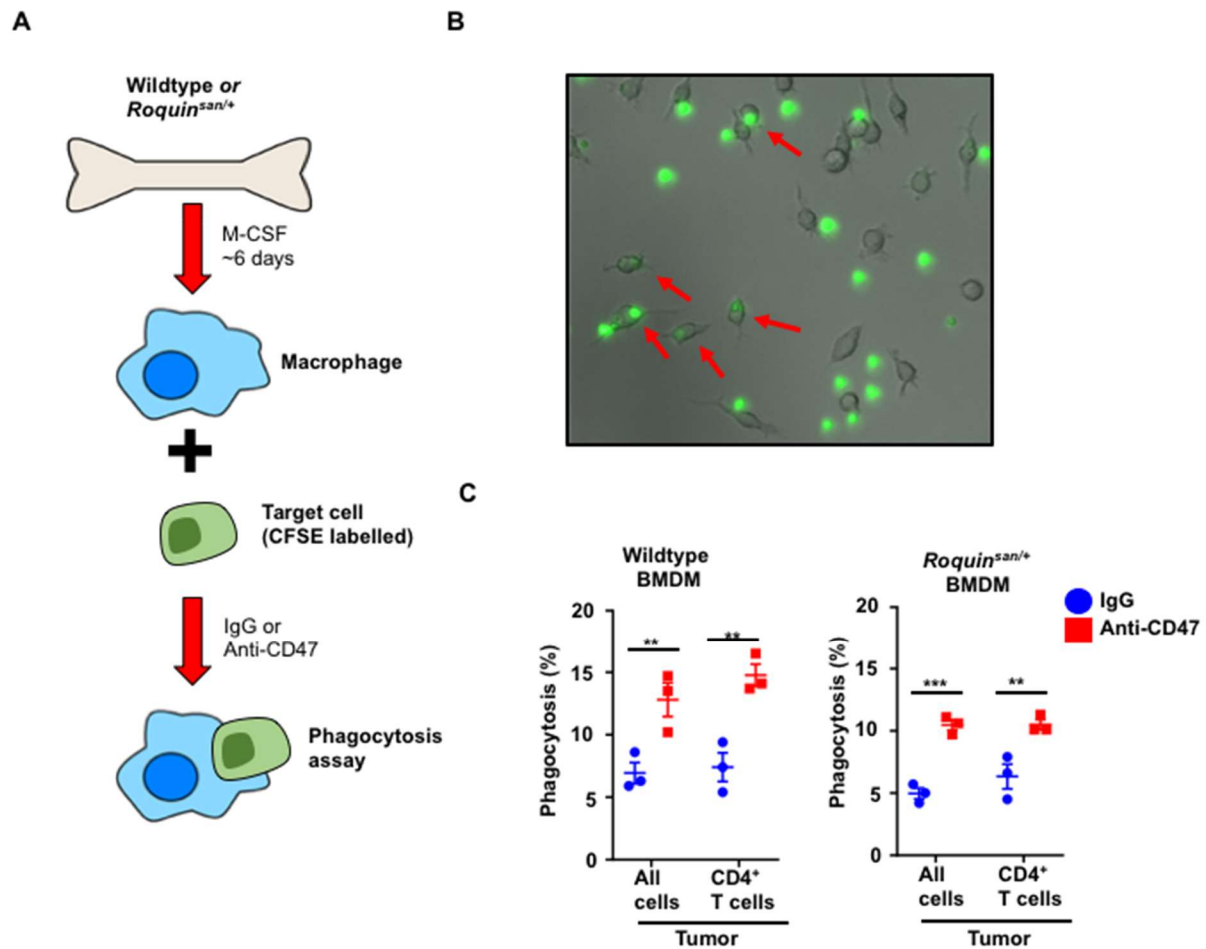 A
Wildtype or
Roquinsan/+
M-CSF
~6 days
Macrophage
Target cell
(CFSE labelled)
IgG or
Anti-CD47
Phagocytosis
assay
B
C
Wildtype
BMDM
Phagocytosis (%)
20
15
10
5
0
**
**
All
cells
CD4+
T cells
Tumor
Roquinsan/+
BMDM
Phagocytosis (%)
20
15
10
5
0
***
**
All
cells
CD4+
T cells
Tumor
IgG
Anti-CD47